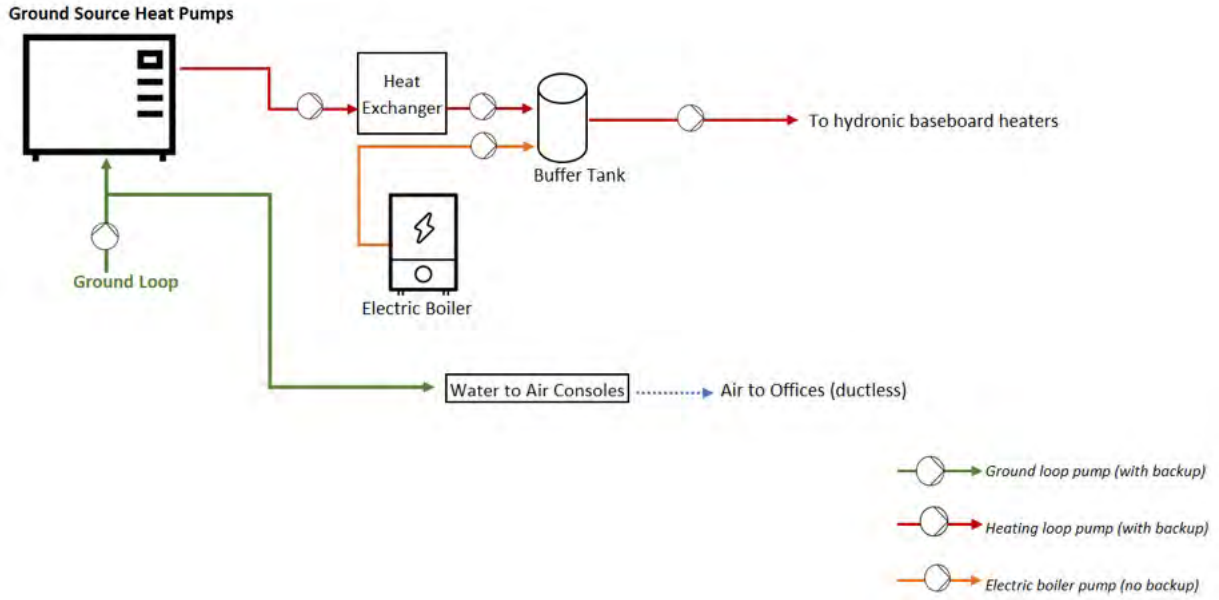 Ground Source Heat Pumps
Heat
Exchanger
To hydronic baseboard heaters
Buffer Tank
Ground Loop
Electric Boiler
Water to Air Consoles
Air to Offices (ductless)
Ground loop pump (with backup)
Heating loop pump (with backup)
Electric boiler pump (no backup)